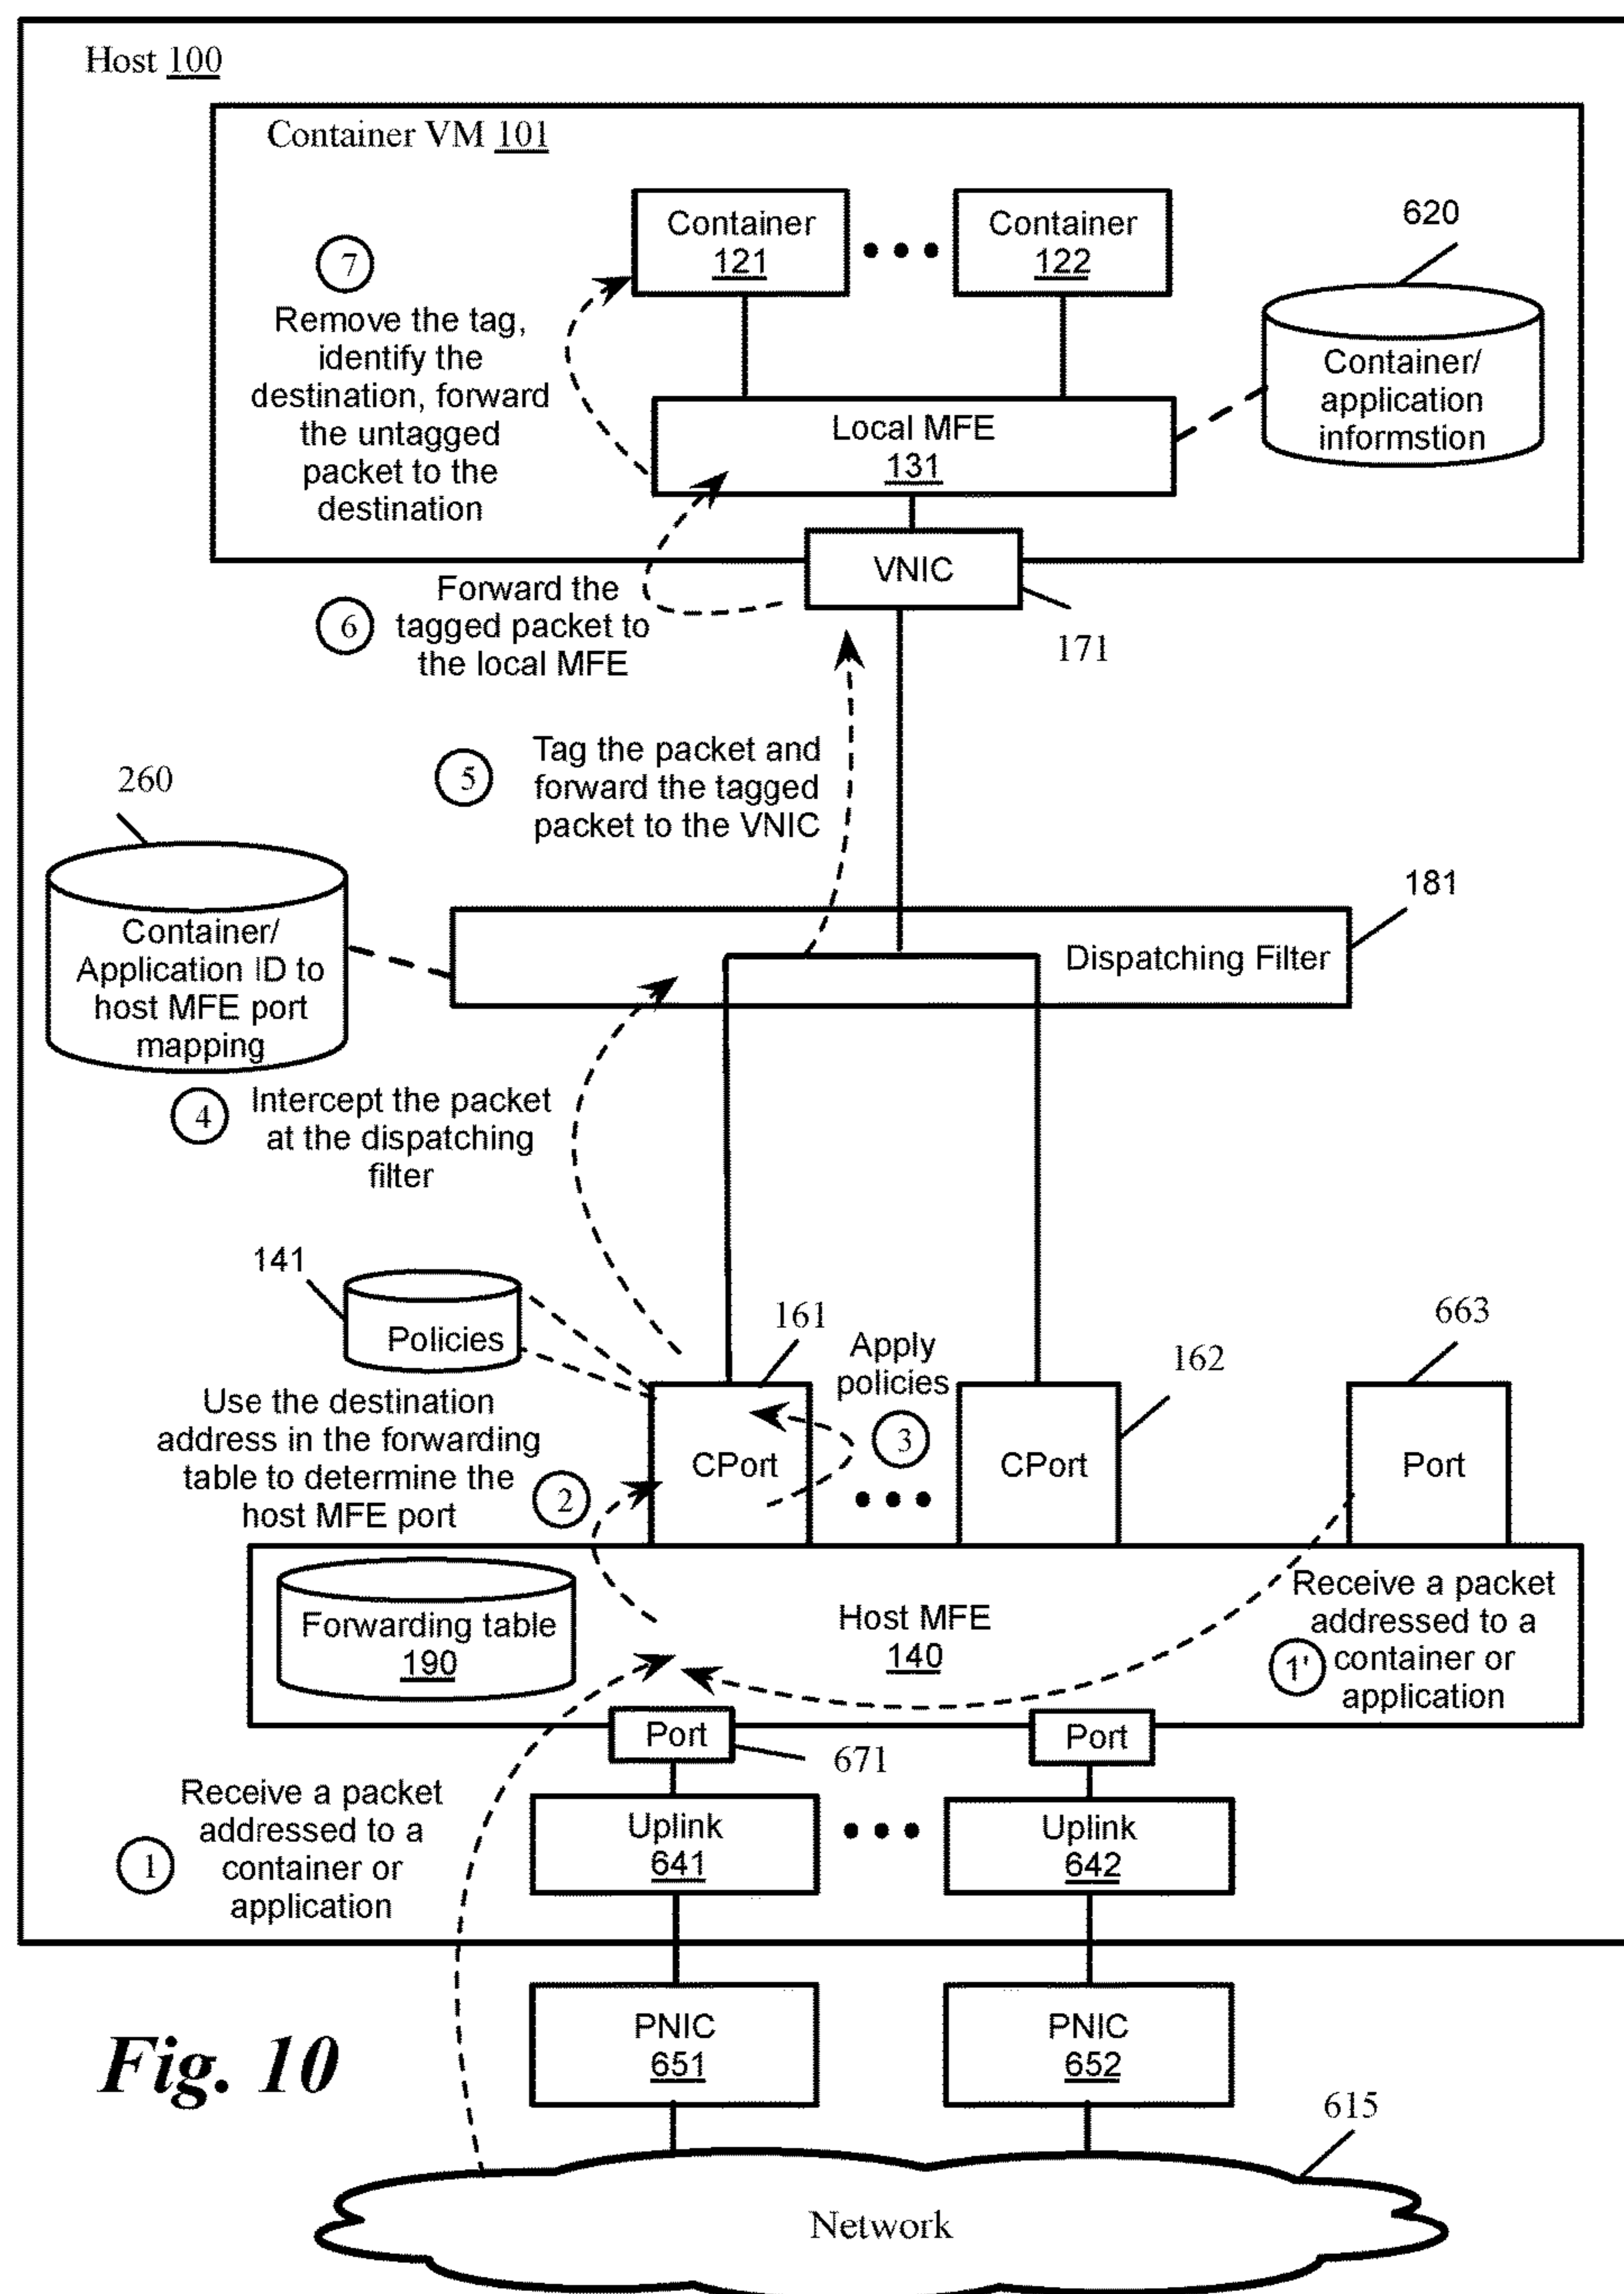 Host 100
Container VM 101
Container
121
Container
122
620
7
Remove the tag,
identify the
destination, forward
the untagged
packet to the
destination
Container/
application
informstion
Local MFE
131
VNIC
171
6
Forward the
tagged packet to
the local MFE
5
Tag the packet and
forward the tagged
packet to the VNIC
260
Container/
Application ID to
host MFE port
mapping
181
Dispatching Filter
4
Intercept the packet
at the dispatching
filter
141
Policies
161
Apply
policies
3
162
663
CPort
CPort
Port
Use the destination
address in the forwarding
table to determine the
host MFE port
2
Forwarding table
190
Host MFE
140
Receive a packet
addressed to a
container or
application
1'
Port
671
Port
1
Receive a packet
addressed to a
container or
application
Uplink
641
Uplink
642
PNIC
651
PNIC
652
Fig. 10
615
Network